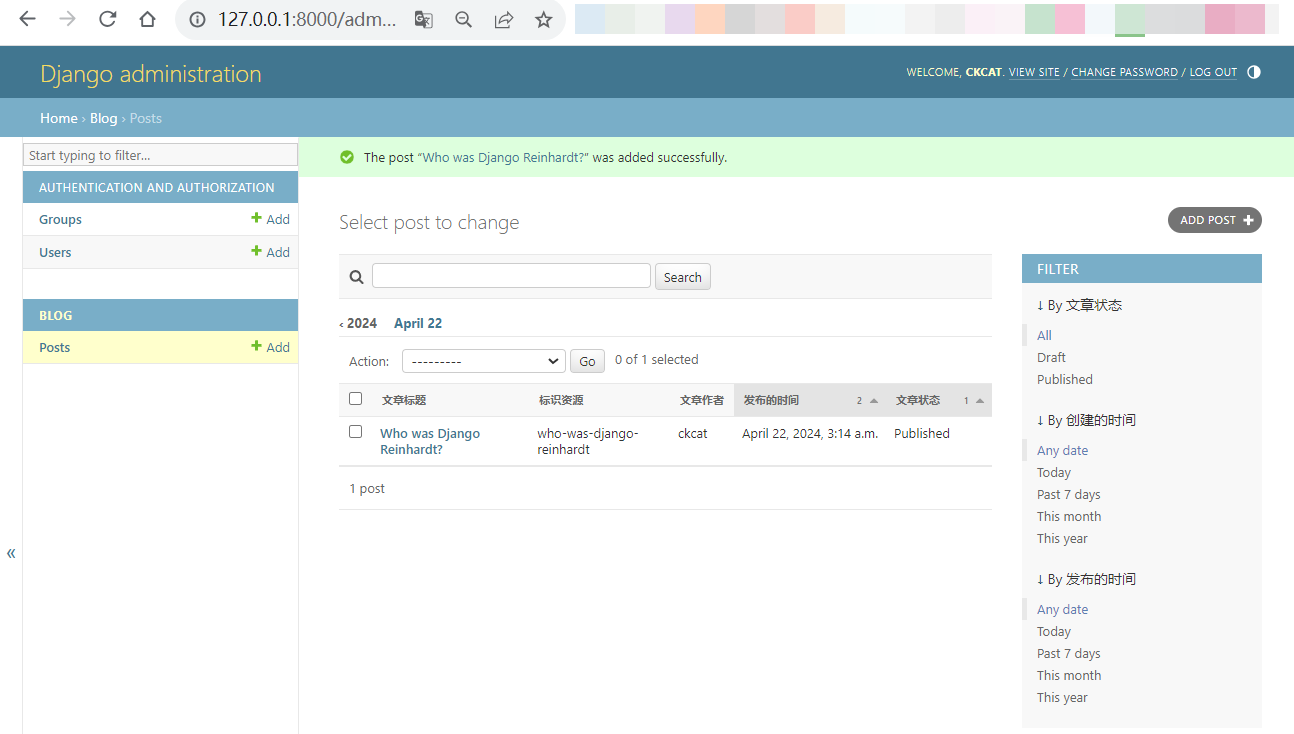 127.0.0.1:8000/adm...
Django administration
WELCOME, CKCAT. VIEW SITE / CHANGE PASSWORD / LOG OUT
Home › Blog › Posts
Start typing to filter...
AUTHENTICATION AND AUTHORIZATION
Groups + Add
Users + Add
BLOG
Posts + Add
«
The post “Who was Django Reinhardt?” was added successfully.
Select post to change
ADD POST +
Search
‹ 2024 April 22
Action: --------- Go 0 of 1 selected
文章标题 标识资源 文章作者 发布的时间 2 文章状态 1
Who was Django who-was-django- ckcat April 22, 2024, 3:14 a.m. Published
Reinhardt? reinhardt
1 post
FILTER
↓ By 文章状态
All
Draft
Published
↓ By 创建的时间
Any date
Today
Past 7 days
This month
This year
↓ By 发布的时间
Any date
Today
Past 7 days
This month
This year